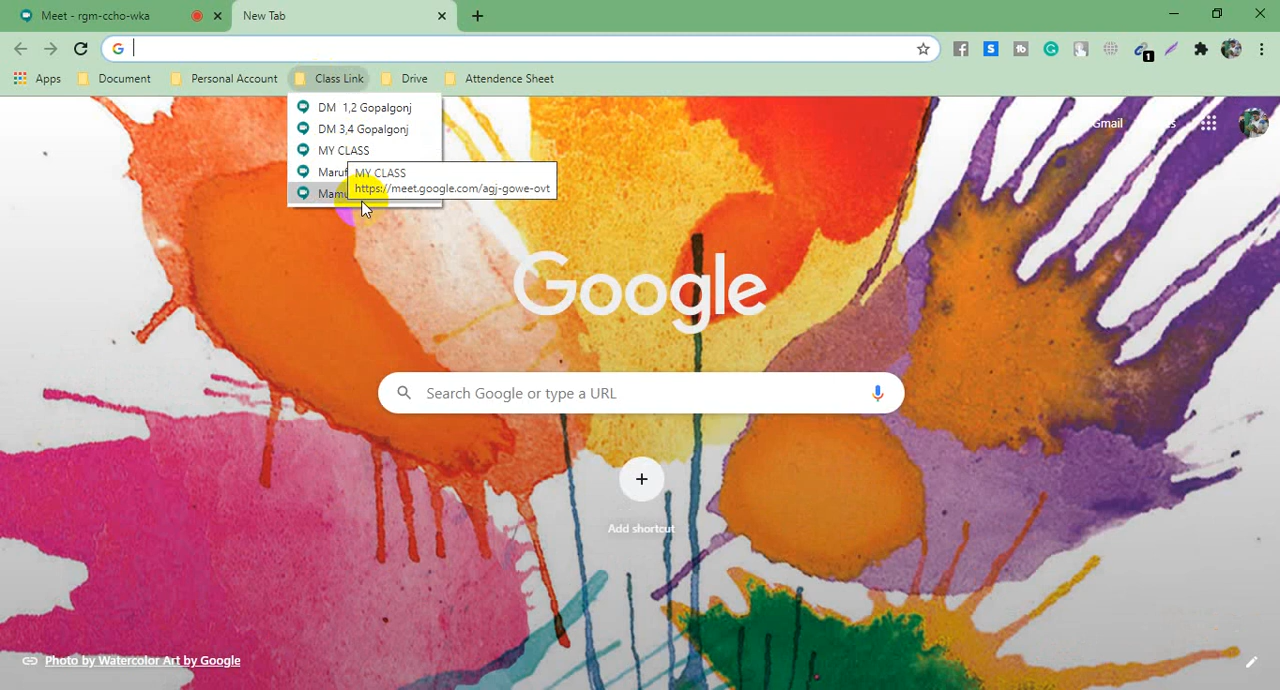 Meet - rgm-ccho-wka
New Tab
Apps
Document
Personal Account
Class Link
Drive
Attendence Sheet
DM 1,2 Gopalgonj
DM 3,4 Gopalgonj
MY CLASS
MY CLASS
https://meet.google.com/agj-gowe-ovt
Gmail
Google
Search Google or type a URL
Add shortcut
Photo by Watercolor Art by Google
1